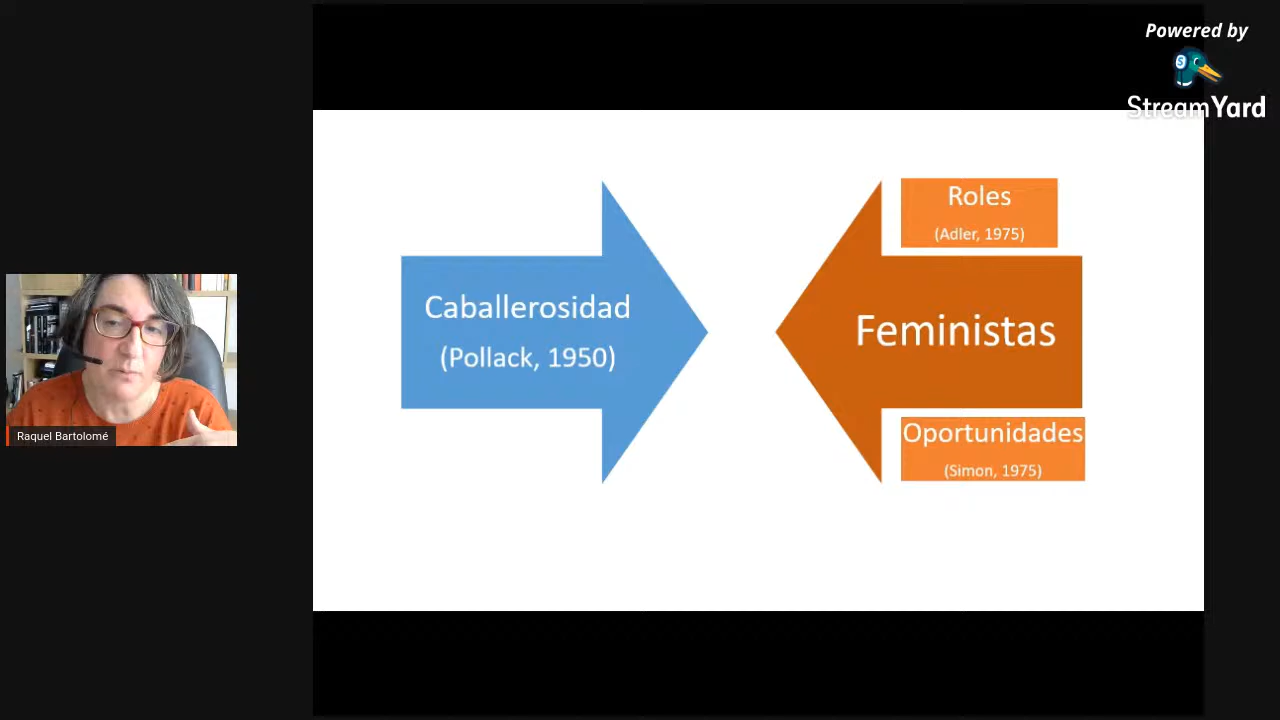 Powered by
StreamYard
Roles
(Adler, 1975)
Caballerosidad
(Pollack, 1950)
Feministas
Oportunidades
(Simon, 1975)
Raquel Bartolomé